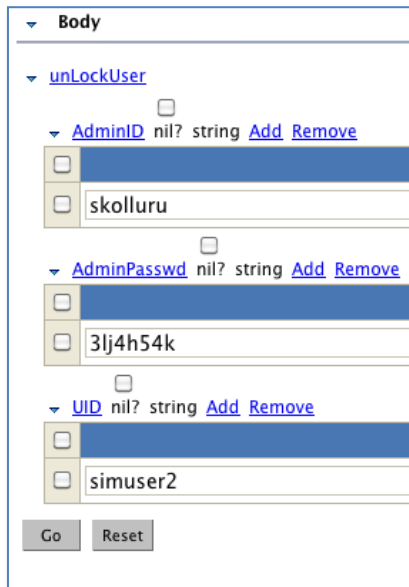 Body
unLockUser
AdminID nil? string Add Remove
skolluru
AdminPasswd nil? string Add Remove
3lj4h54k
UID nil? string Add Remove
simuser2
Go Reset